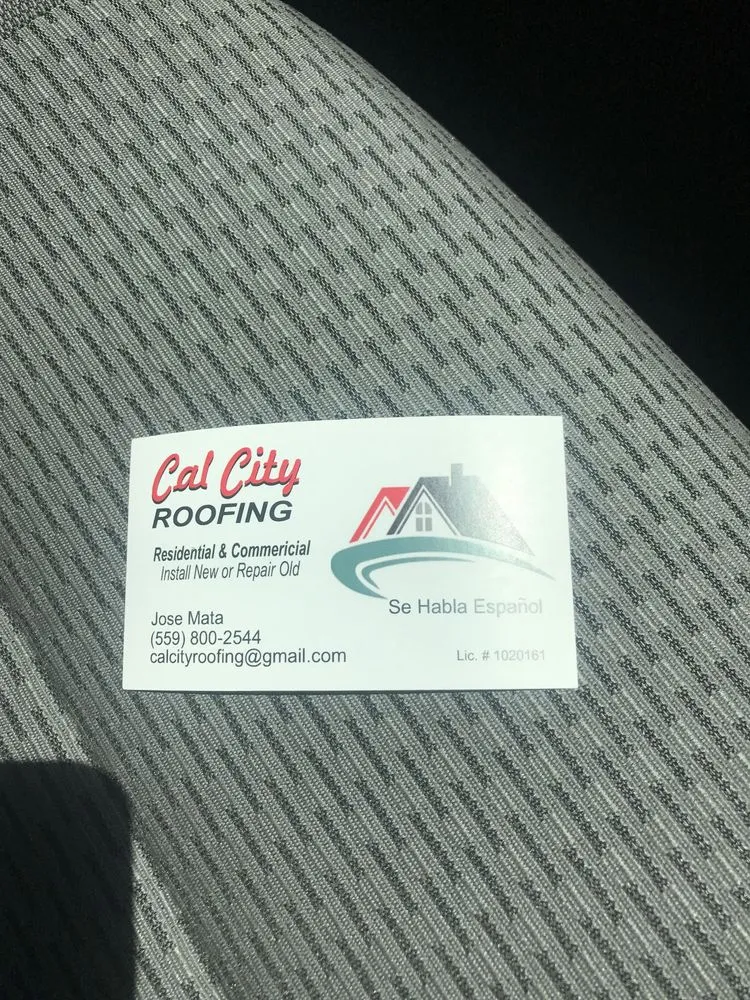 Cal City
ROOFING
Residential & Commericial
Install New or Repair Old
Jose Mata
(559) 800-2544
calcityroofing@gmail.com
Se Habla Español
Lic. # 1020161